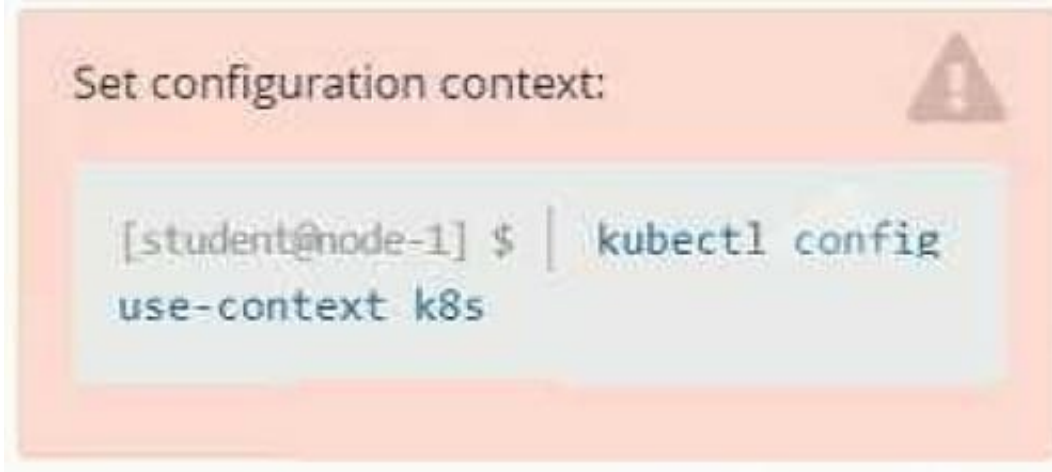 Set configuration context:
[student@node-1] $ | kubectl config
use-context k8s